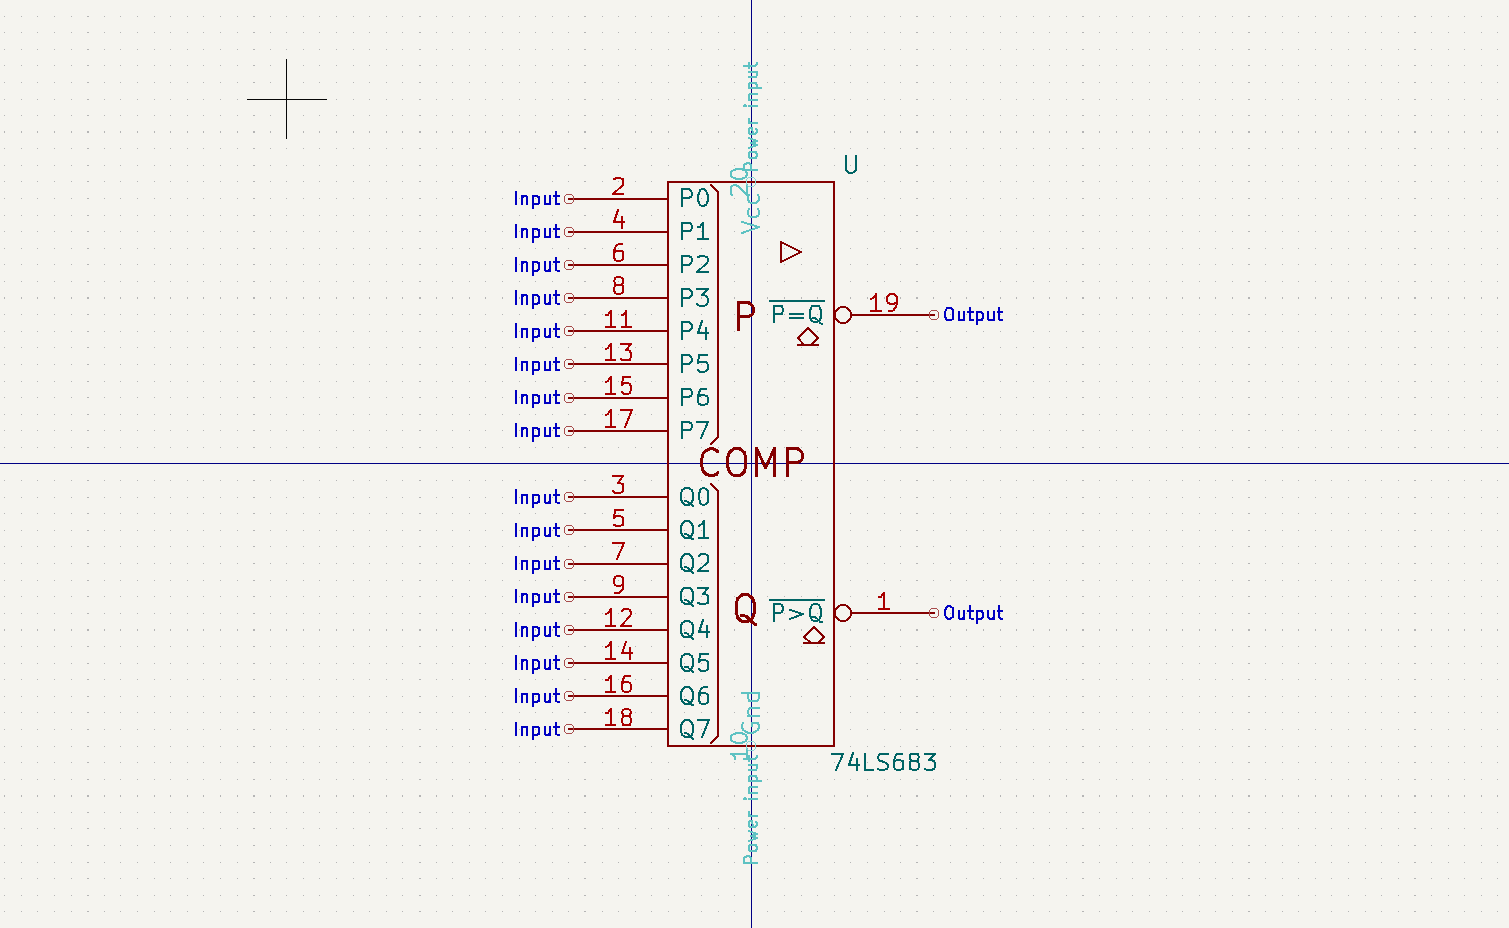 Power input
20
Vcc
U
Input 2 P0
Input 4 P1
Input 6 P2
Input 8 P3
Input 11 P4
Input 13 P5
Input 15 P6
Input 17 P7
P P=Q 19 Output
COMP
Input 3 Q0
Input 5 Q1
Input 7 Q2
Input 9 Q3
Input 12 Q4
Input 14 Q5
Input 16 Q6
Input 18 Q7
Q P>Q 1 Output
Gnd
10
Power input
74LS683